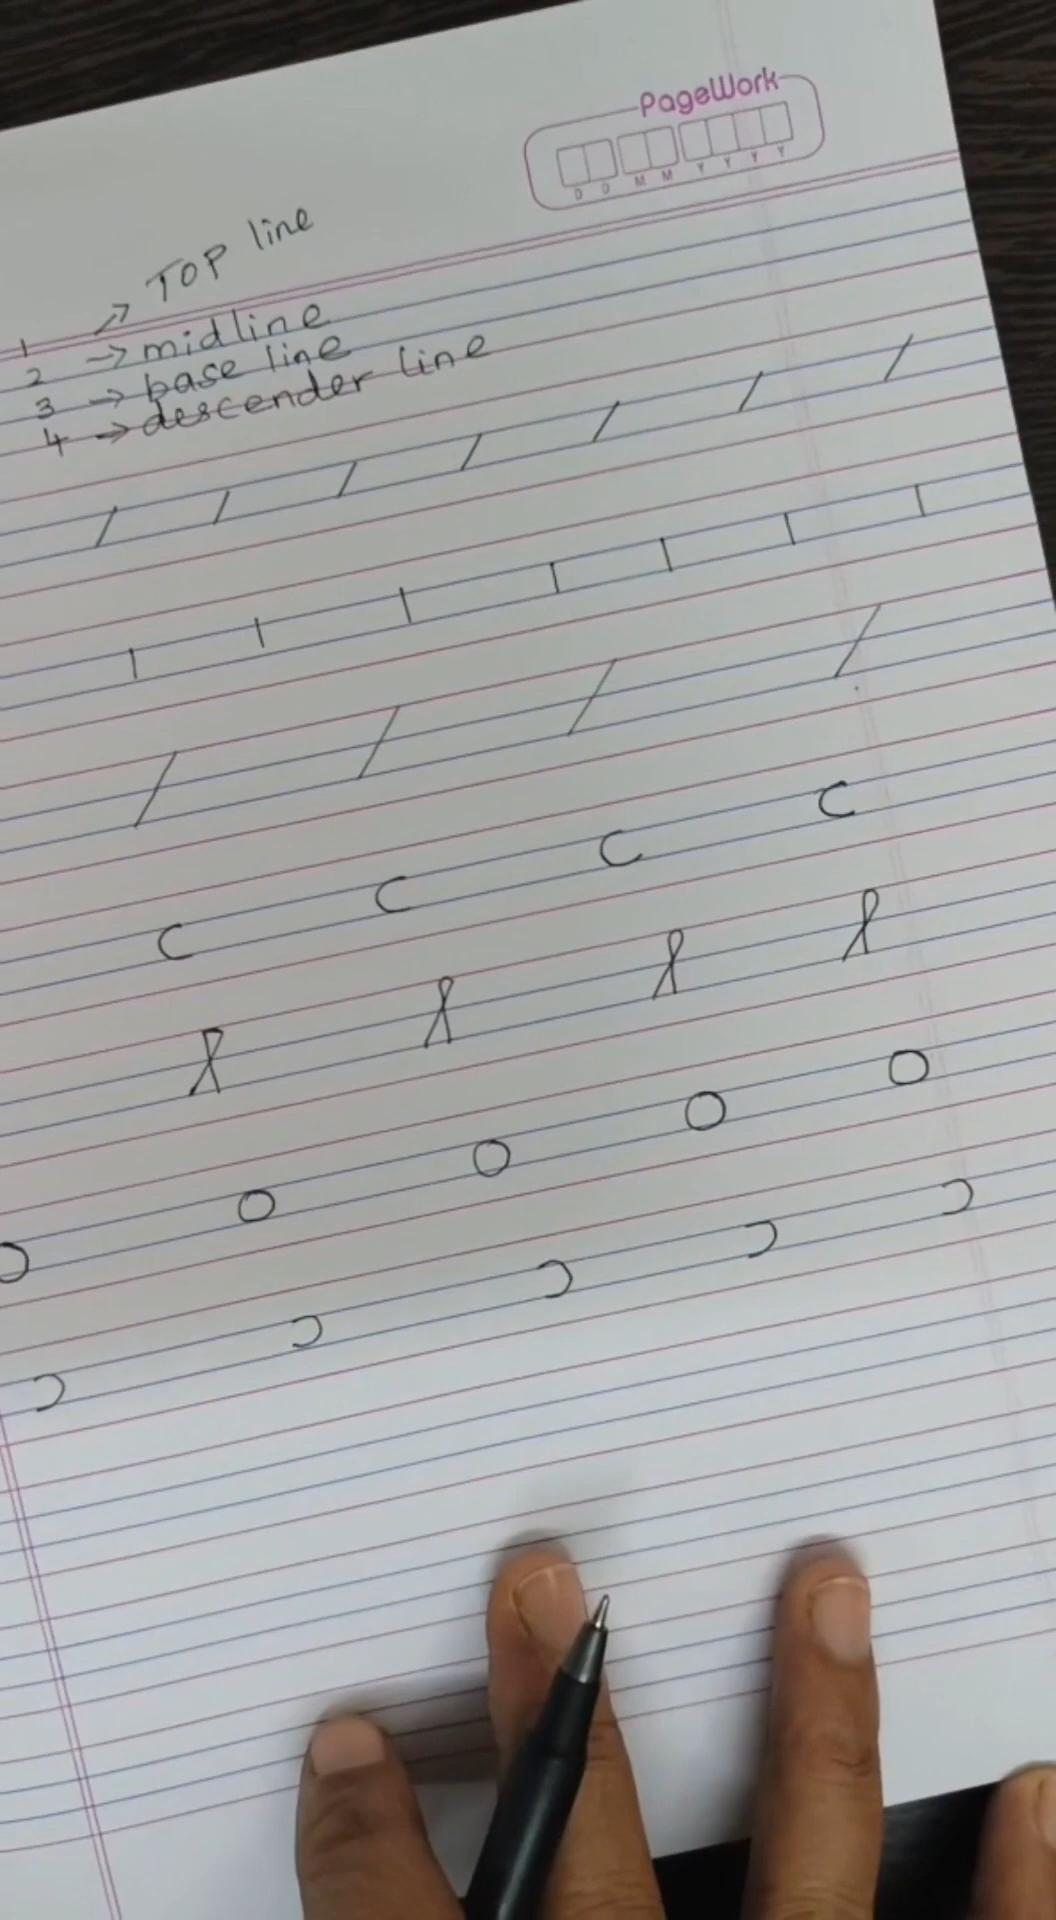 PageWork
D D M M Y Y Y Y
1 → TOP line
2 → midline
3 → base line
4 → descender line
/ / / / / / /
| | | | | | |
/ / / /
C C C C
l l l l
O O O O O
Ɔ Ɔ Ɔ Ɔ Ɔ